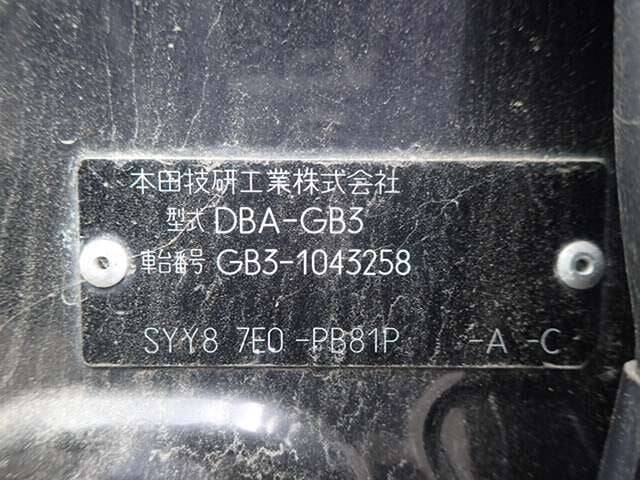 本田技研工業株式会社
型式 DBA-GB3
車台番号 GB3-1043258
SYY8 7E0 -PB81P -A -C